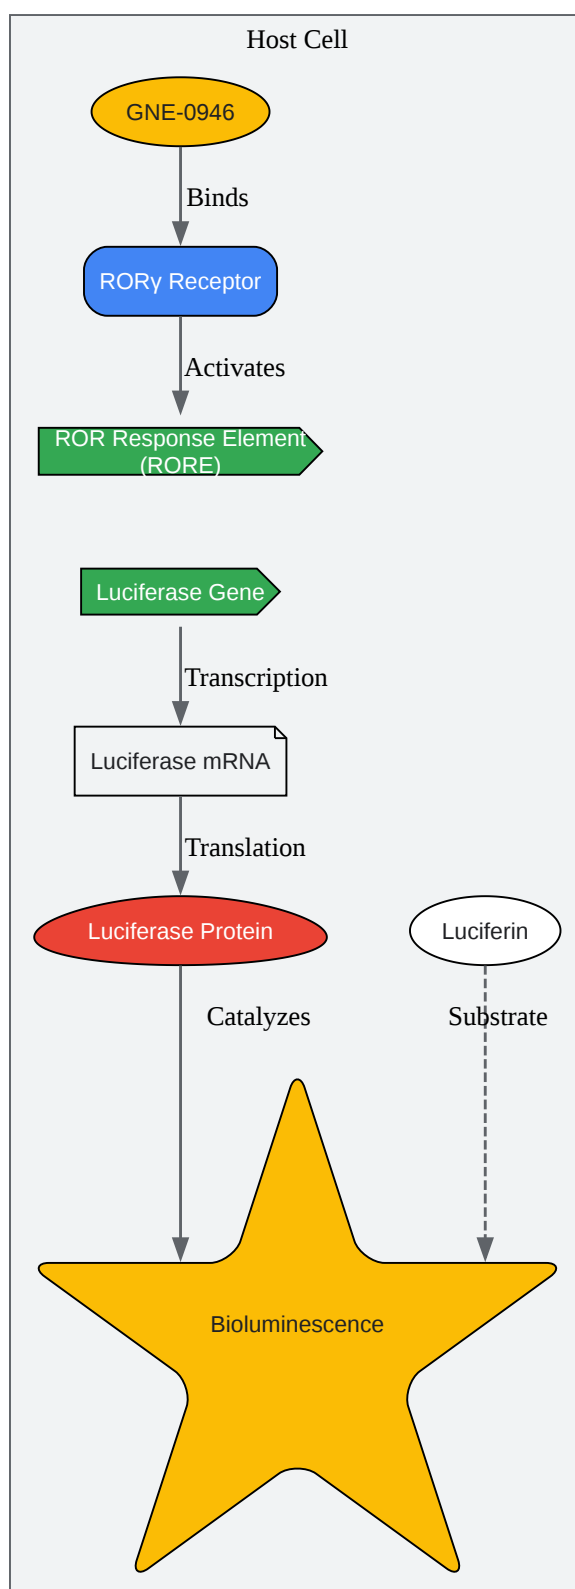 Host Cell
GNE-0946
Binds
RORγ Receptor
Activates
ROR Response Element
(RORE)
Luciferase Gene
Transcription
Luciferase mRNA
Translation
Luciferase Protein
Luciferin
Catalyzes
Substrate
Bioluminescence